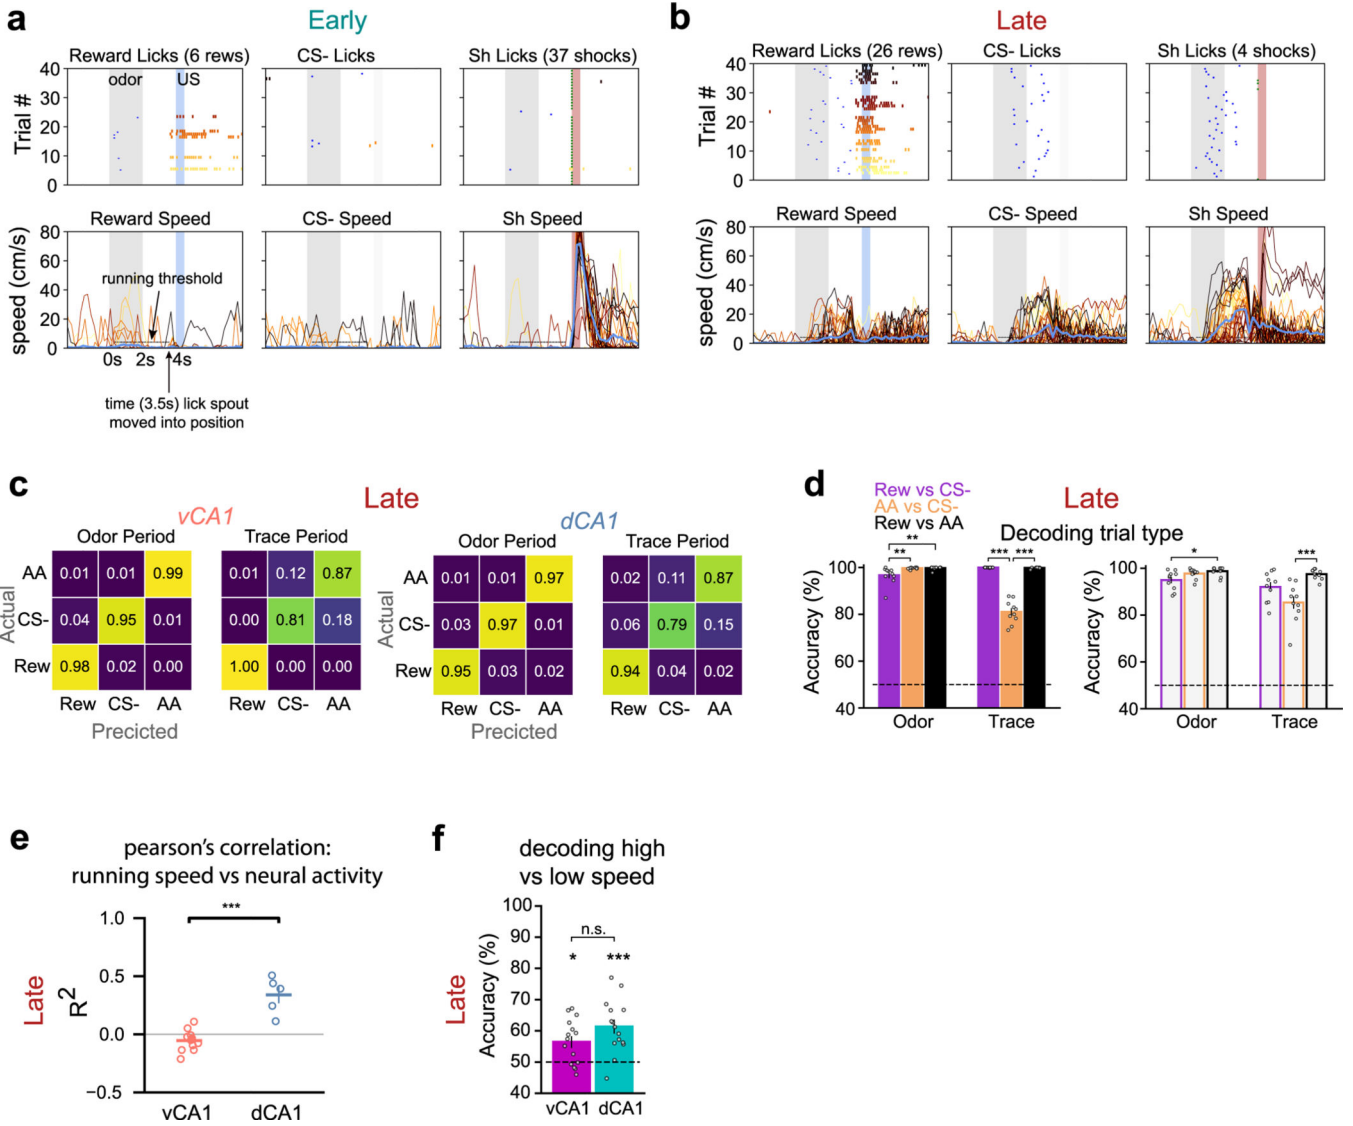 a
Early
Reward Licks (6 rews)
CS- Licks
Sh Licks (37 shocks)
odor
US
Trial #
40
30
20
10
0
Reward Speed
CS- Speed
Sh Speed
speed (cm/s)
80
60
40
20
0
running threshold
0s 2s 4s
time (3.5s) lick spout
moved into position
b
Late
Reward Licks (26 rews)
CS- Licks
Sh Licks (4 shocks)
Trial #
40
30
20
10
0
Reward Speed
CS- Speed
Sh Speed
speed (cm/s)
80
60
40
20
0
c
Late
vCA1
Odor Period
Trace Period
Actual
AA 0.01 0.01 0.99
0.01 0.12 0.87
CS- 0.04 0.95 0.01
0.00 0.81 0.18
Rew 0.98 0.02 0.00
1.00 0.00 0.00
Rew CS- AA
Rew CS- AA
Precicted
dCA1
Odor Period
Trace Period
Actual
AA 0.01 0.01 0.97
0.02 0.11 0.87
CS- 0.03 0.97 0.01
0.06 0.79 0.15
Rew 0.95 0.03 0.02
0.94 0.04 0.02
Rew CS- AA
Rew CS- AA
Precicted
d
Rew vs CS-
AA vs CS-
Rew vs AA
Late
Decoding trial type
**
**
*** ***
Accuracy (%)
100
80
60
40
Odor
Trace
*
***
Accuracy (%)
100
80
60
40
Odor
Trace
e
pearson's correlation:
running speed vs neural activity
***
Late
R2
1.0
0.5
0.0
−0.5
vCA1
dCA1
f
decoding high
vs low speed
n.s.
*
***
Late
Accuracy (%)
100
90
80
70
60
50
40
vCA1
dCA1